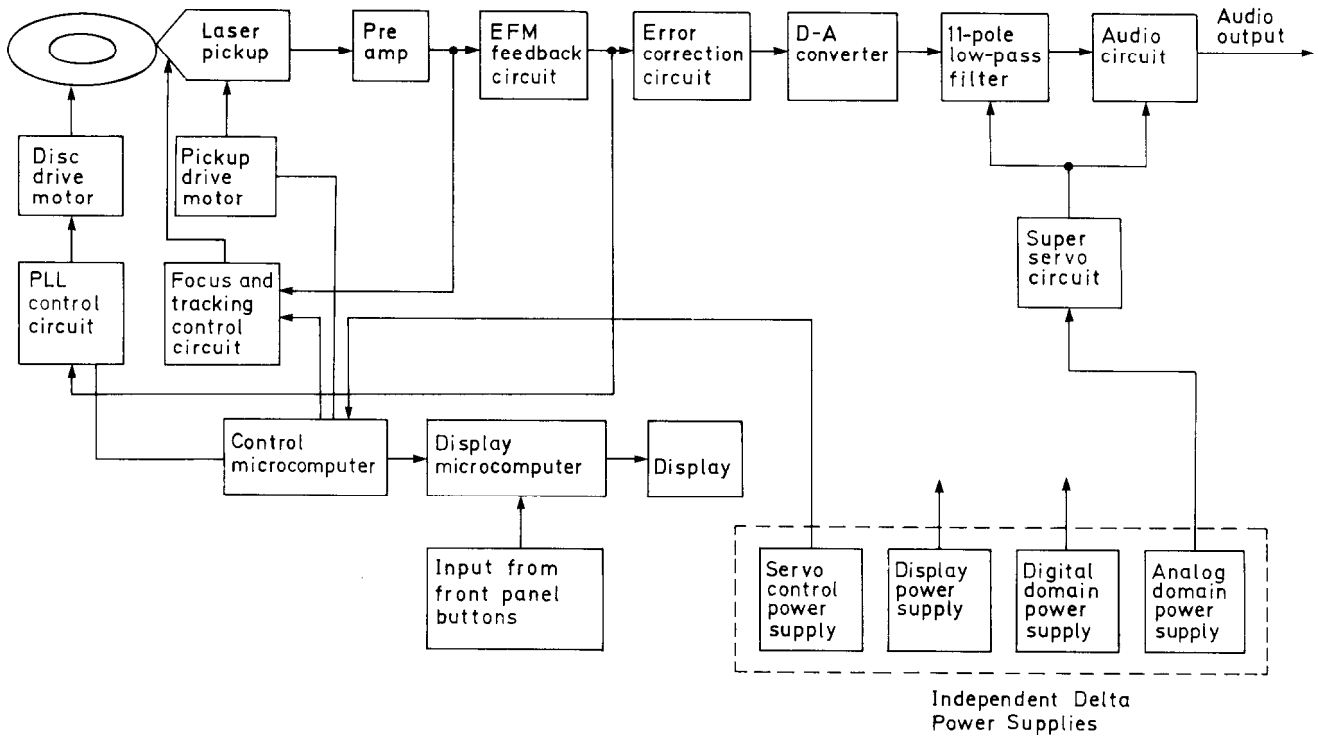 Laser
pickup
Pre
amp
EFM
feedback
circuit
Error
correction
circuit
D-A
converter
11-pole
low-pass
filter
Audio
circuit
Audio
output
Disc
drive
motor
Pickup
drive
motor
Super
servo
circuit
PLL
control
circuit
Focus and
tracking
control
circuit
Control
microcomputer
Display
microcomputer
Display
Input from
front panel
buttons
Servo
control
power
supply
Display
power
supply
Digital
domain
power
supply
Analog
domain
power
supply
Independent Delta
Power Supplies